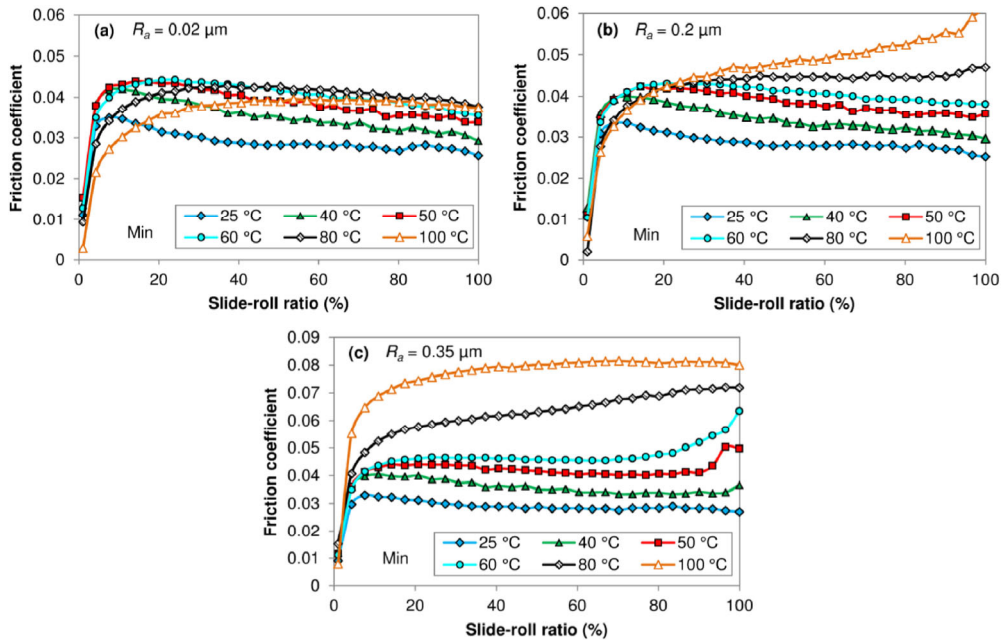 (a) Rₐ = 0.02 µm
Friction coefficient
0.06
0.05
0.04
0.03
0.02
0.01
0
Min
25 °C 40 °C 50 °C
60 °C 80 °C 100 °C
0 20 40 60 80 100
Slide-roll ratio (%)
(b) Rₐ = 0.2 µm
Friction coefficient
0.06
0.05
0.04
0.03
0.02
0.01
0
Min
25 °C 40 °C 50 °C
60 °C 80 °C 100 °C
0 20 40 60 80 100
Slide-roll ratio (%)
(c) Rₐ = 0.35 µm
Friction coefficient
0.09
0.08
0.07
0.06
0.05
0.04
0.03
0.02
0.01
0
Min
25 °C 40 °C 50 °C
60 °C 80 °C 100 °C
0 20 40 60 80 100
Slide-roll ratio (%)